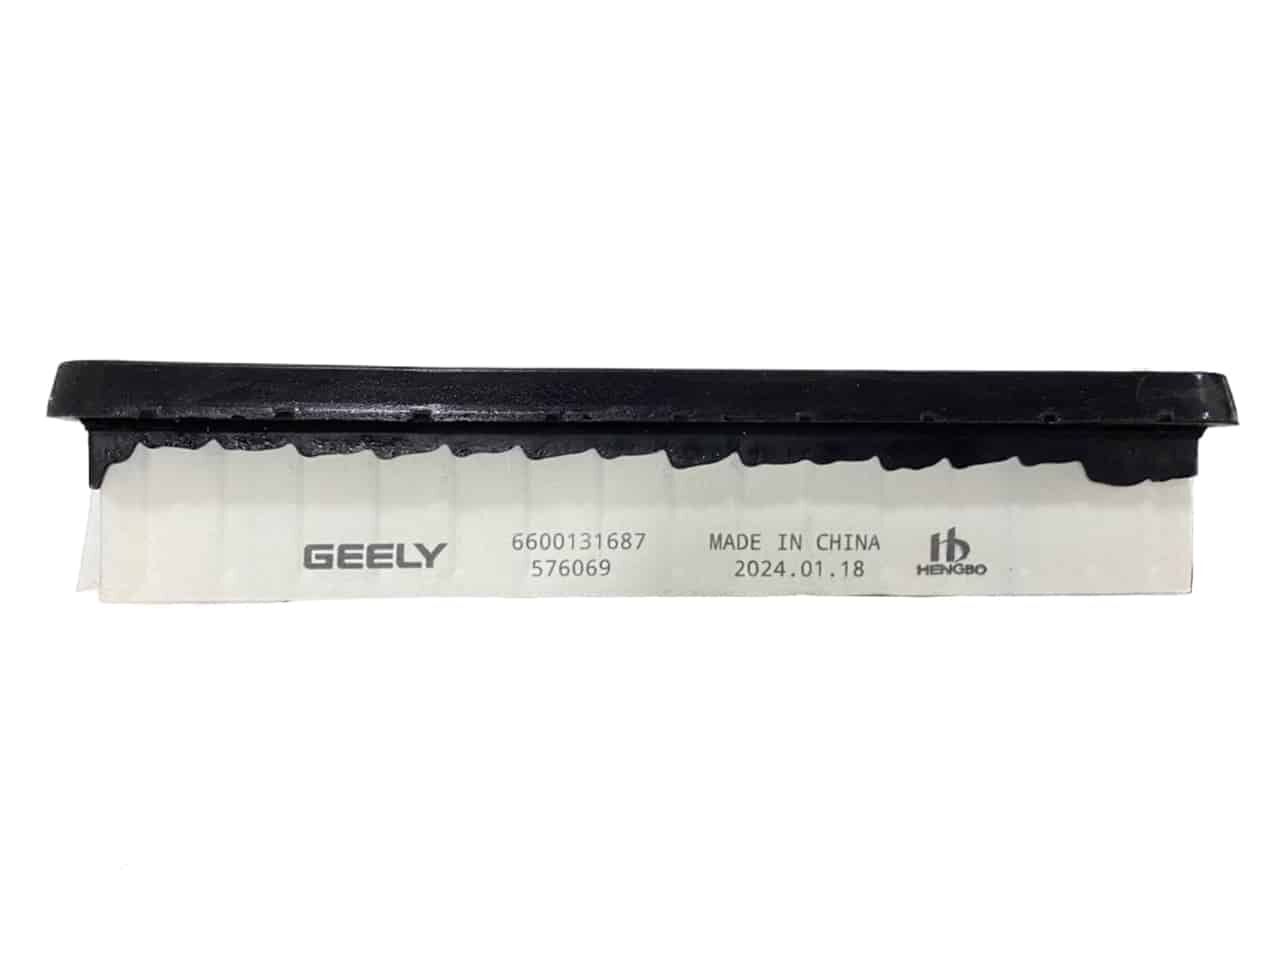 GEELY
6600131687
576069
MADE IN CHINA
2024.01.18
HENGBO